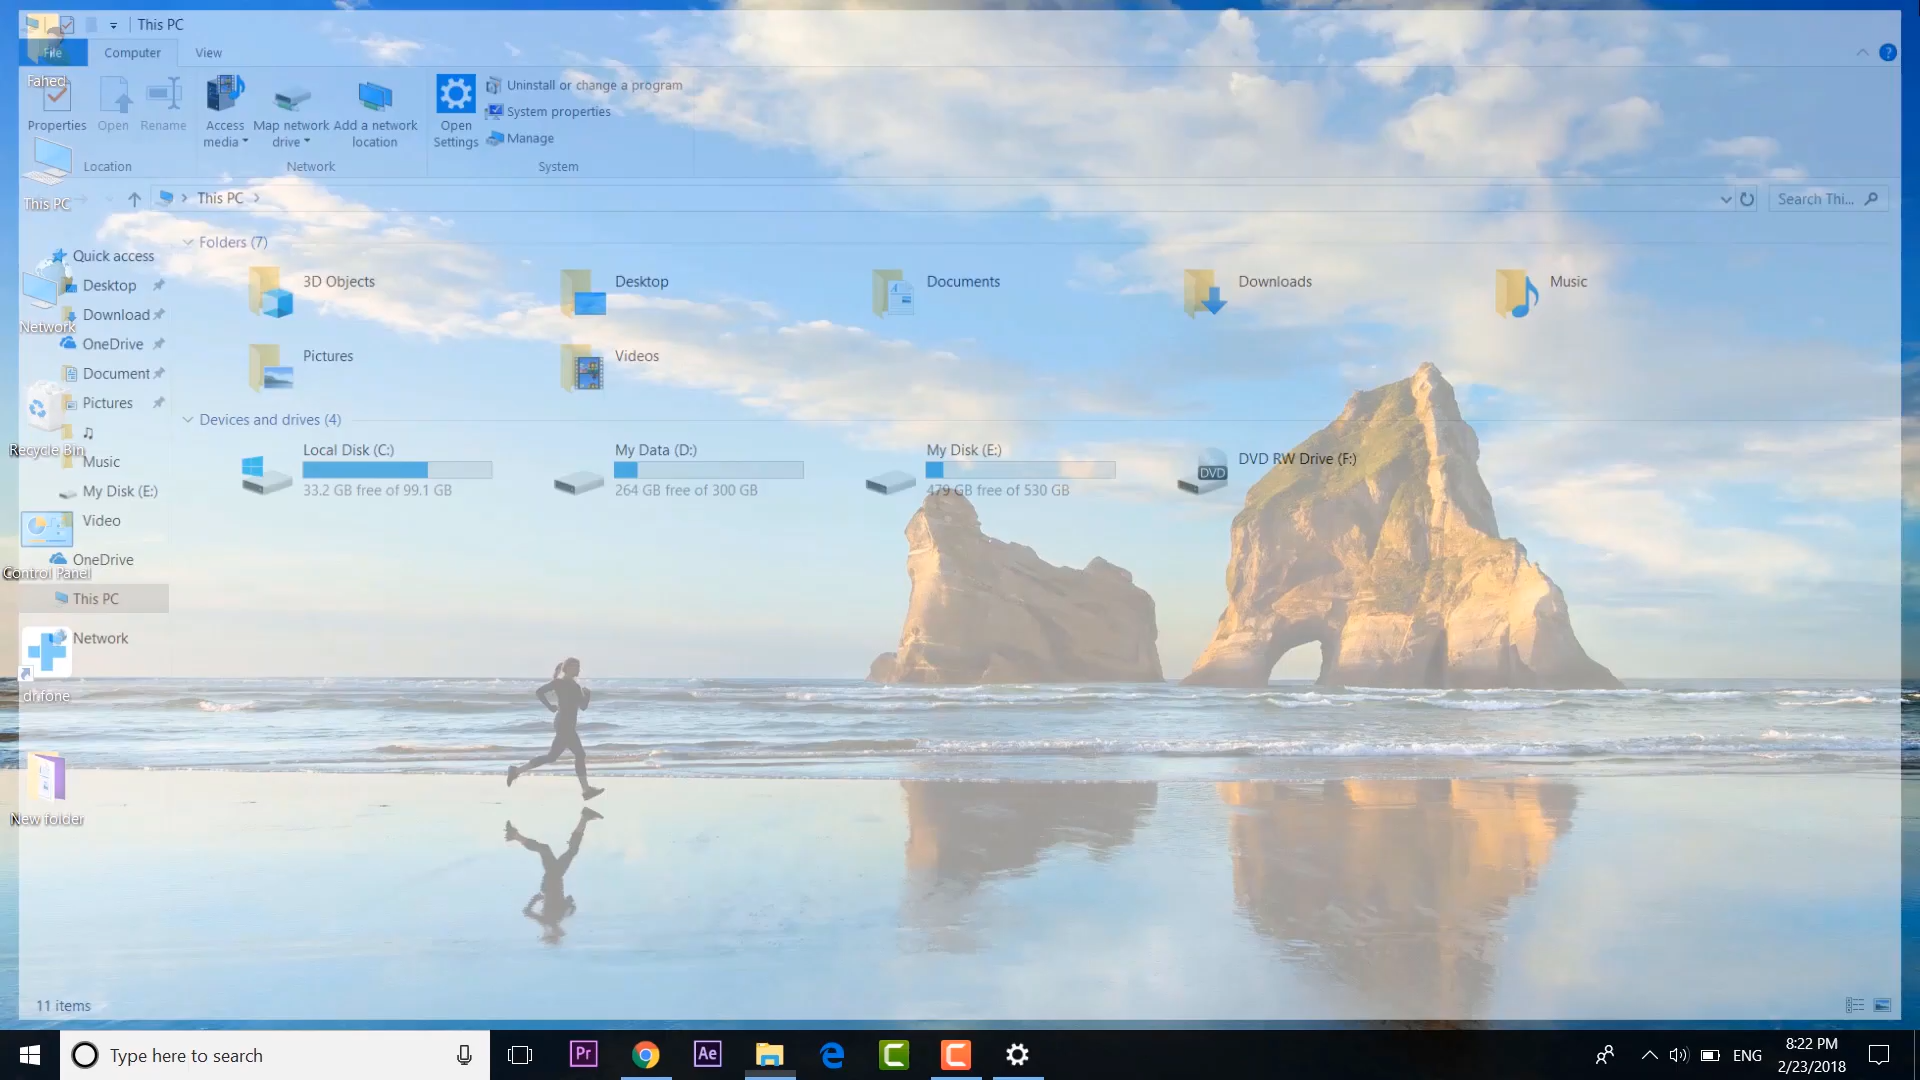 This PC
File
Computer
View
Fahed
Properties
Open
Rename
Access
media
Map network
drive
Add a network
location
Open
Settings
Uninstall or change a program
System properties
Manage
Location
Network
System
This PC
This PC
Search Thi...
Folders (7)
3D Objects
Desktop
Documents
Downloads
Music
Pictures
Videos
Devices and drives (4)
Local Disk (C:)
33.2 GB free of 99.1 GB
My Data (D:)
264 GB free of 300 GB
My Disk (E:)
479 GB free of 530 GB
DVD
DVD RW Drive (F:)
Quick access
Desktop
Download
Network
OneDrive
Document
Pictures
Recycle Bin
Music
My Disk (E:)
Video
OneDrive
Control Panel
This PC
Network
dr.fone
New folder
11 items
Type here to search
Pr
Ae
ENG
8:22 PM
2/23/2018